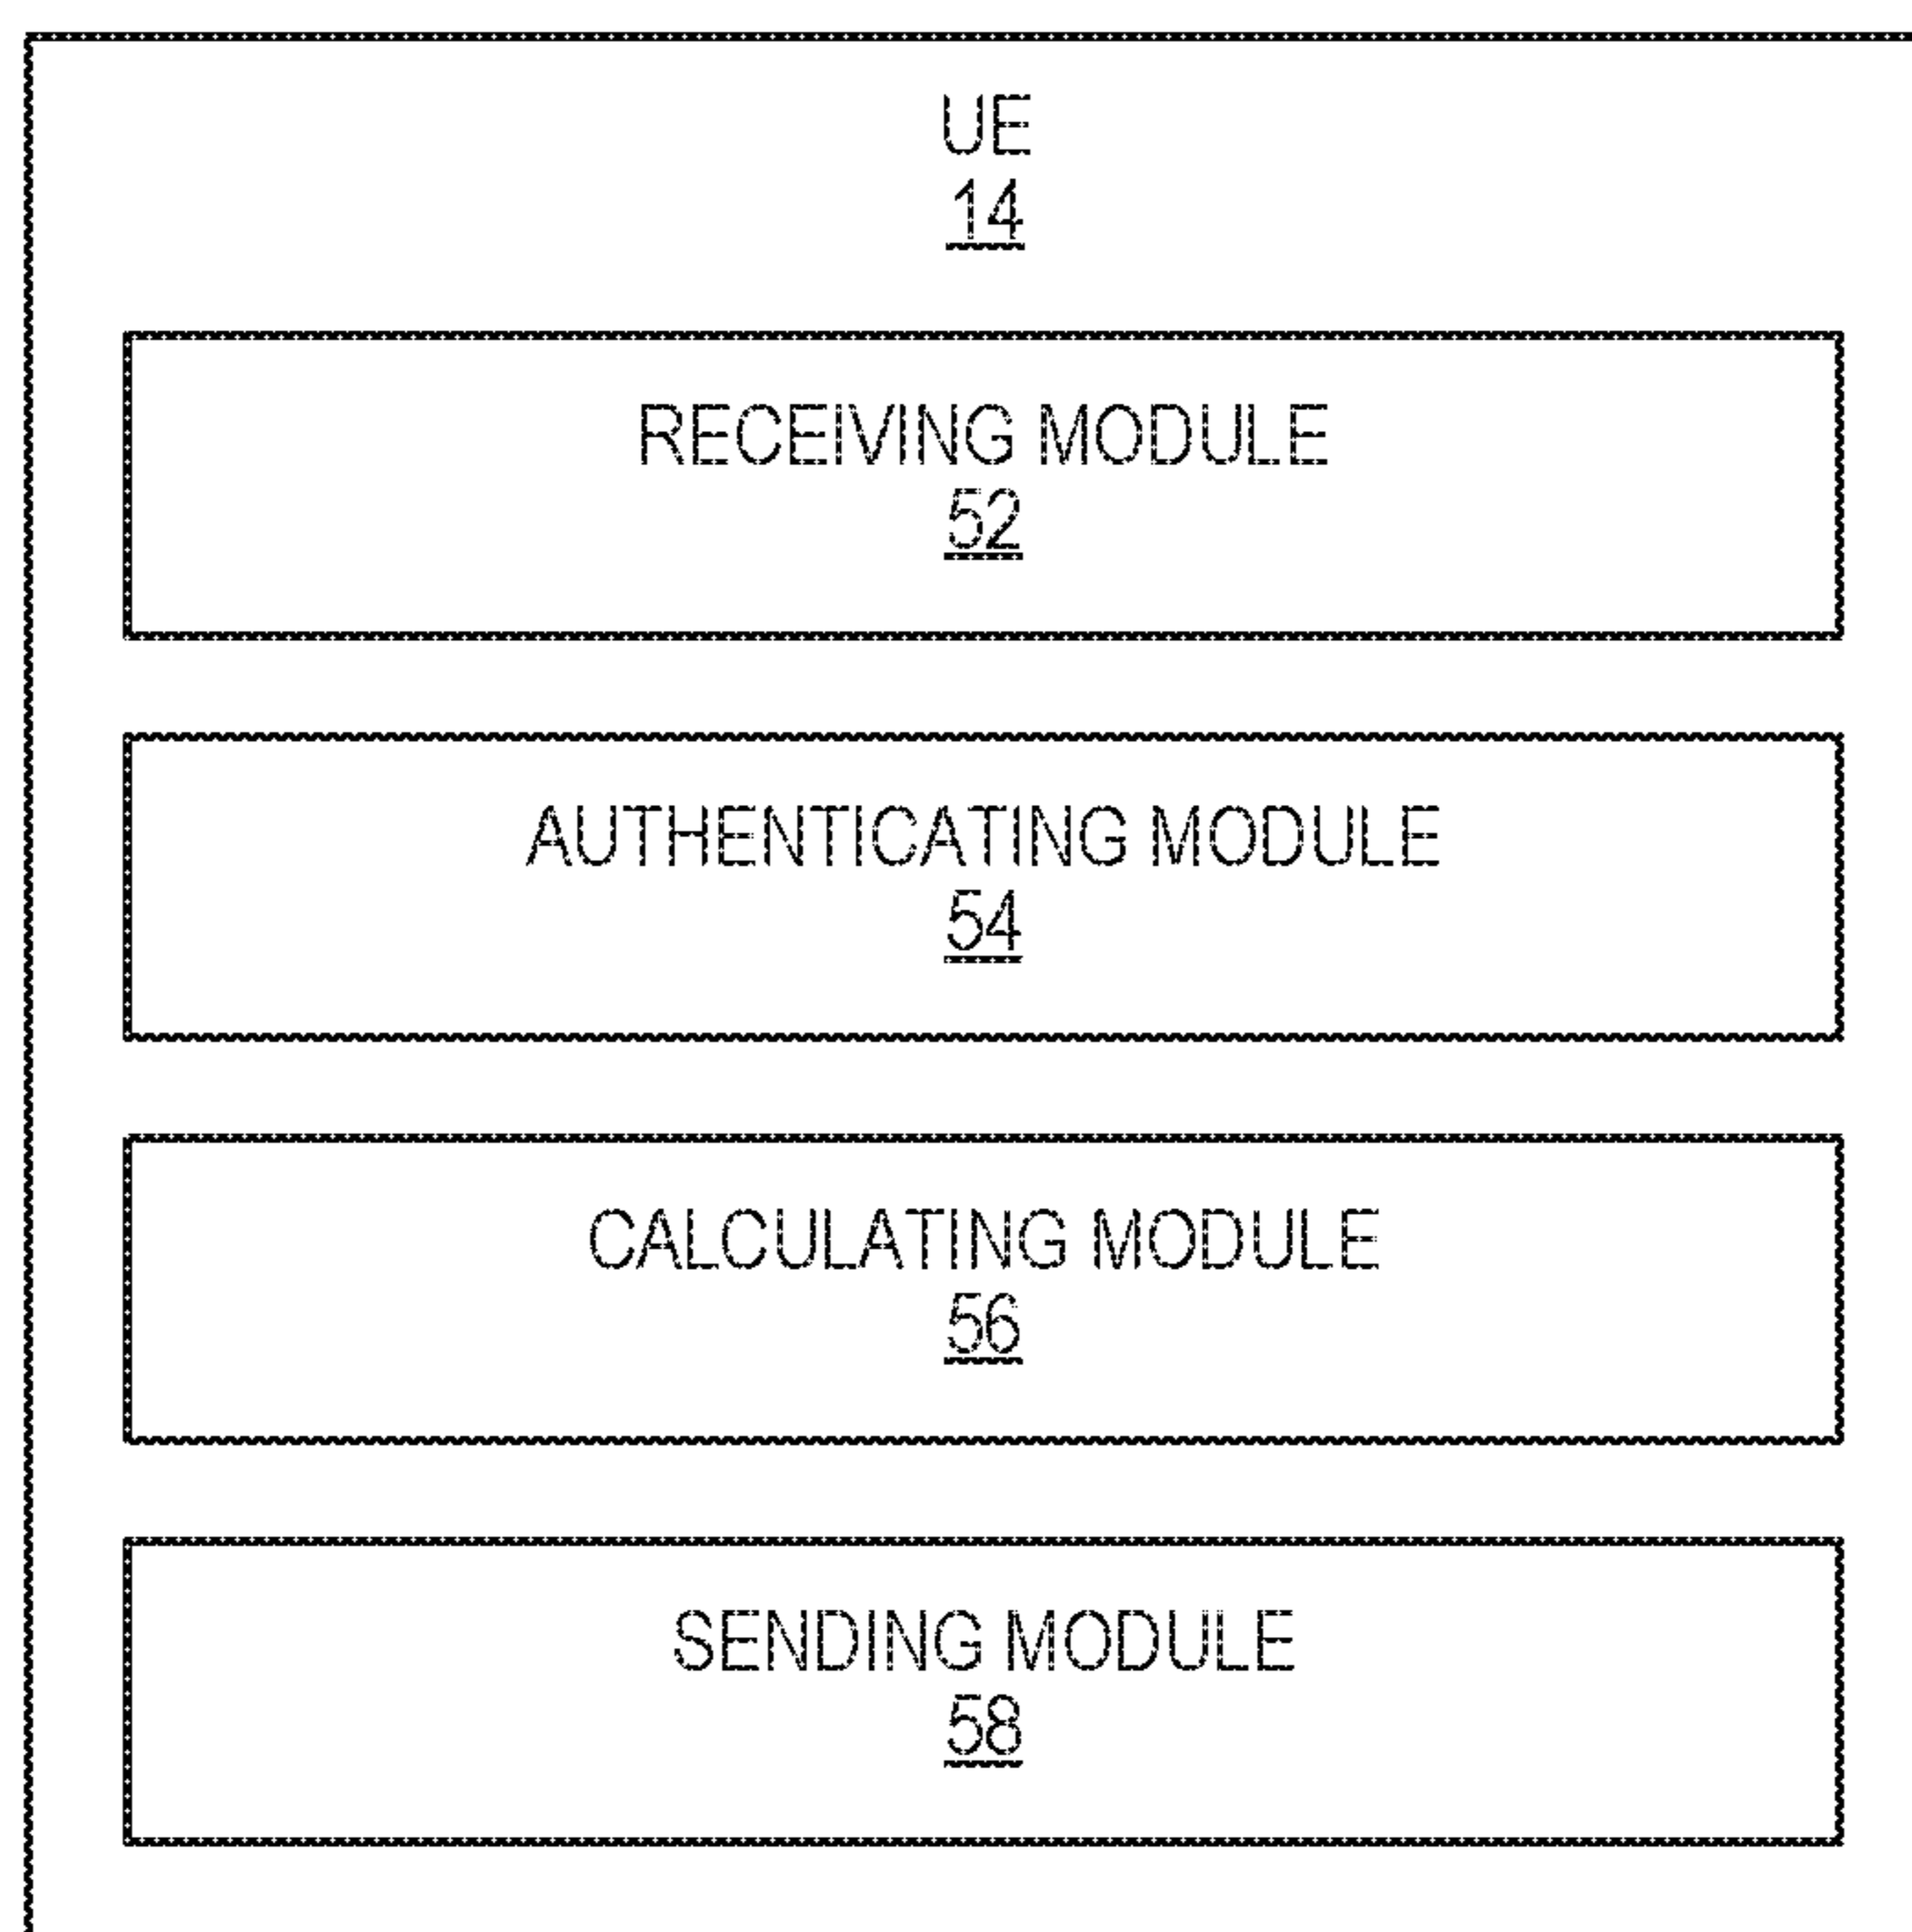 UE
14
RECEIVING MODULE
52
AUTHENTICATING MODULE
54
CALCULATING MODULE
56
SENDING MODULE
58